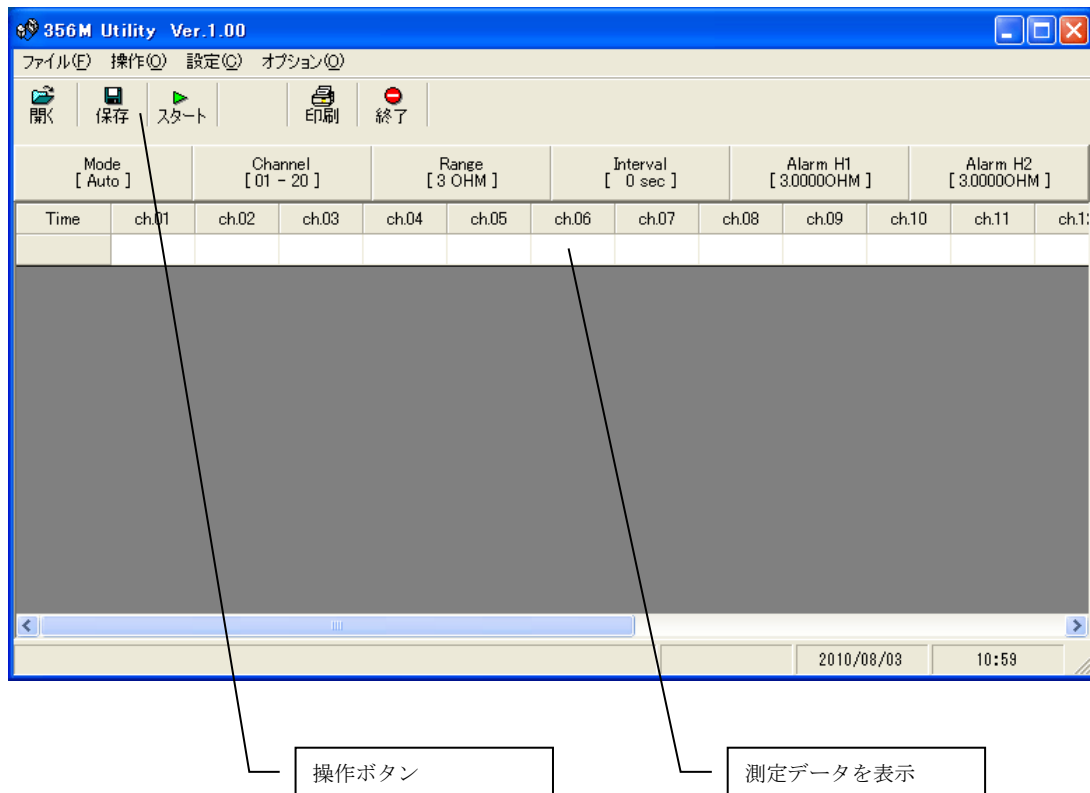 356M Utility Ver.1.00
ファイル(F) 操作(O) 設定(C) オプション(O)
開く 保存 スタート 印刷 終了
Mode Channel Range Interval Alarm H1 Alarm H2
[ Auto ] [ 01 - 20 ] [ 3 OHM ] [ 0 sec ] [ 3.0000OHM ] [ 3.0000OHM ]
Time ch.01 ch.02 ch.03 ch.04 ch.05 ch.06 ch.07 ch.08 ch.09 ch.10 ch.11
2010/08/03 10:59
操作ボタン 測定データを表示